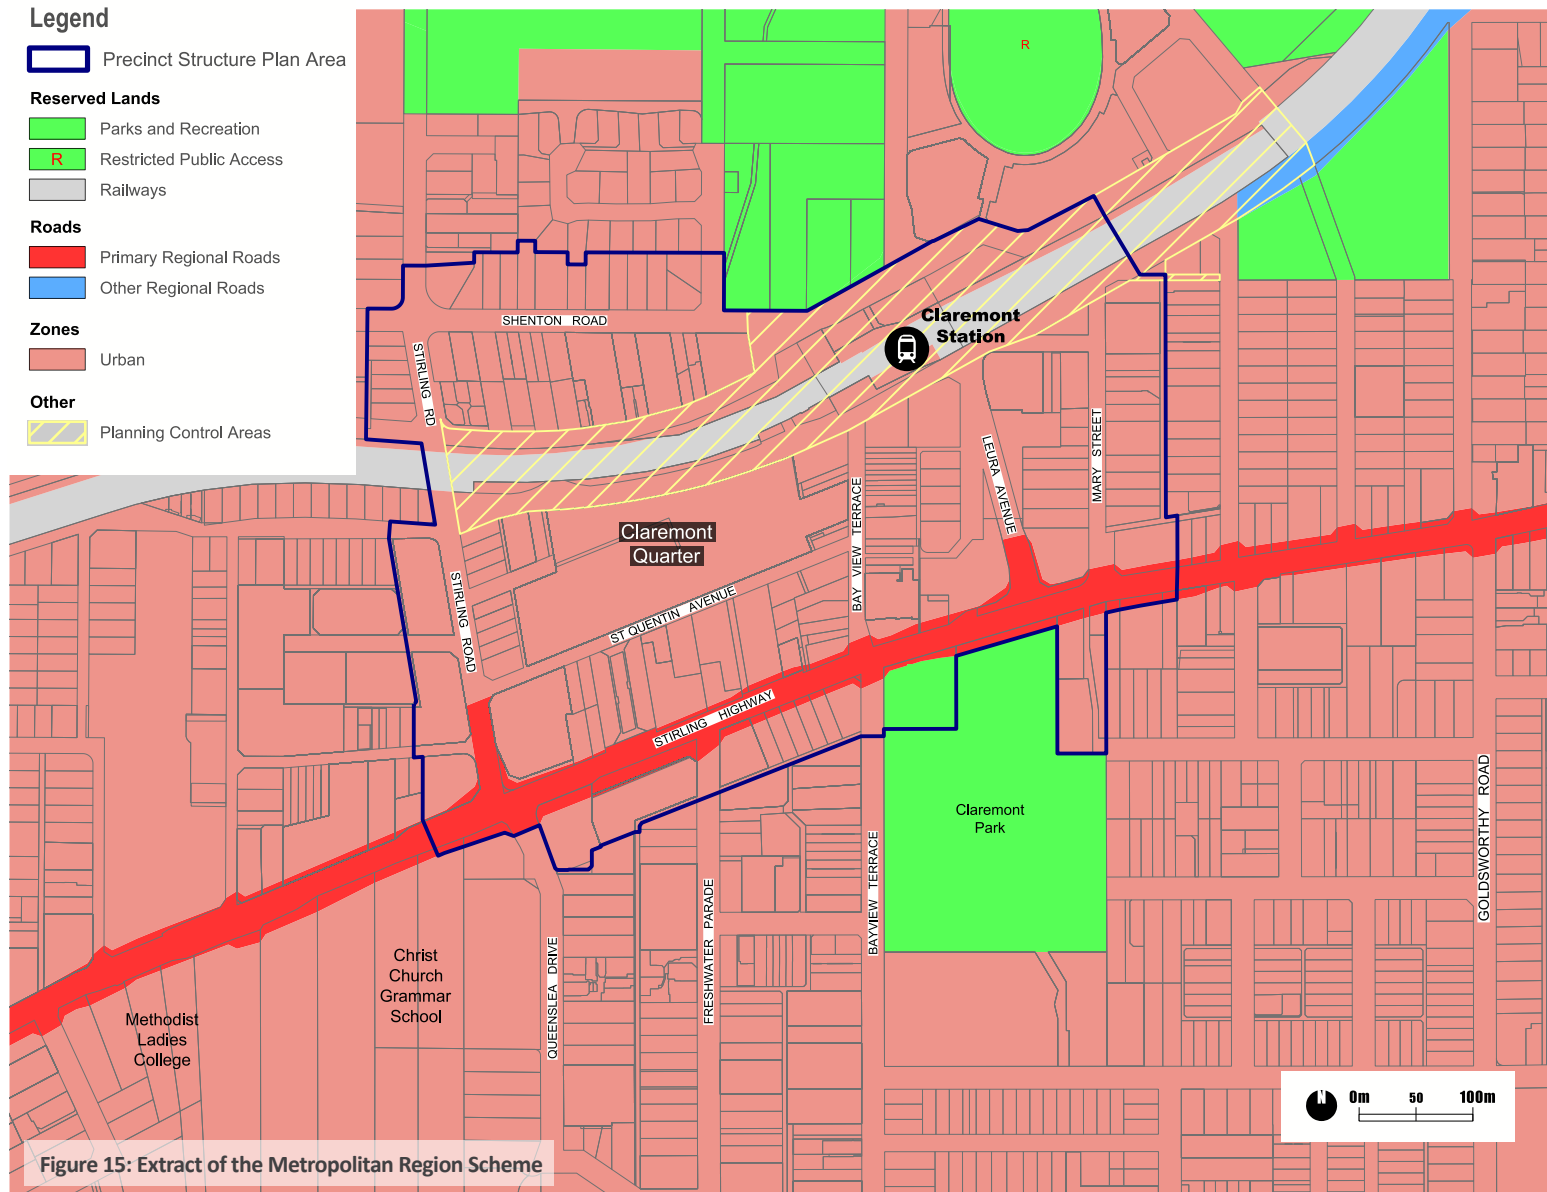 Legend
Precinct Structure Plan Area
Reserved Lands
Parks and Recreation
R
Restricted Public Access
Railways
Roads
Primary Regional Roads
Other Regional Roads
Zones
Urban
Other
Planning Control Areas
R
SHENTON ROAD
STIRLING RD
Claremont
Station
MARY STREET
LEURA AVENUE
BAY VIEW TERRACE
Claremont
Quarter
STIRLING ROAD
ST QUENTIN AVENUE
STIRLING HIGHWAY
Claremont
Park
GOLDSWORTHY ROAD
BAYVIEW TERRACE
FRESHWATER PARADE
QUEENSLEA DRIVE
Christ
Church
Grammar
School
Methodist
Ladies
College
N
0m 50 100m
Figure 15: Extract of the Metropolitan Region Scheme